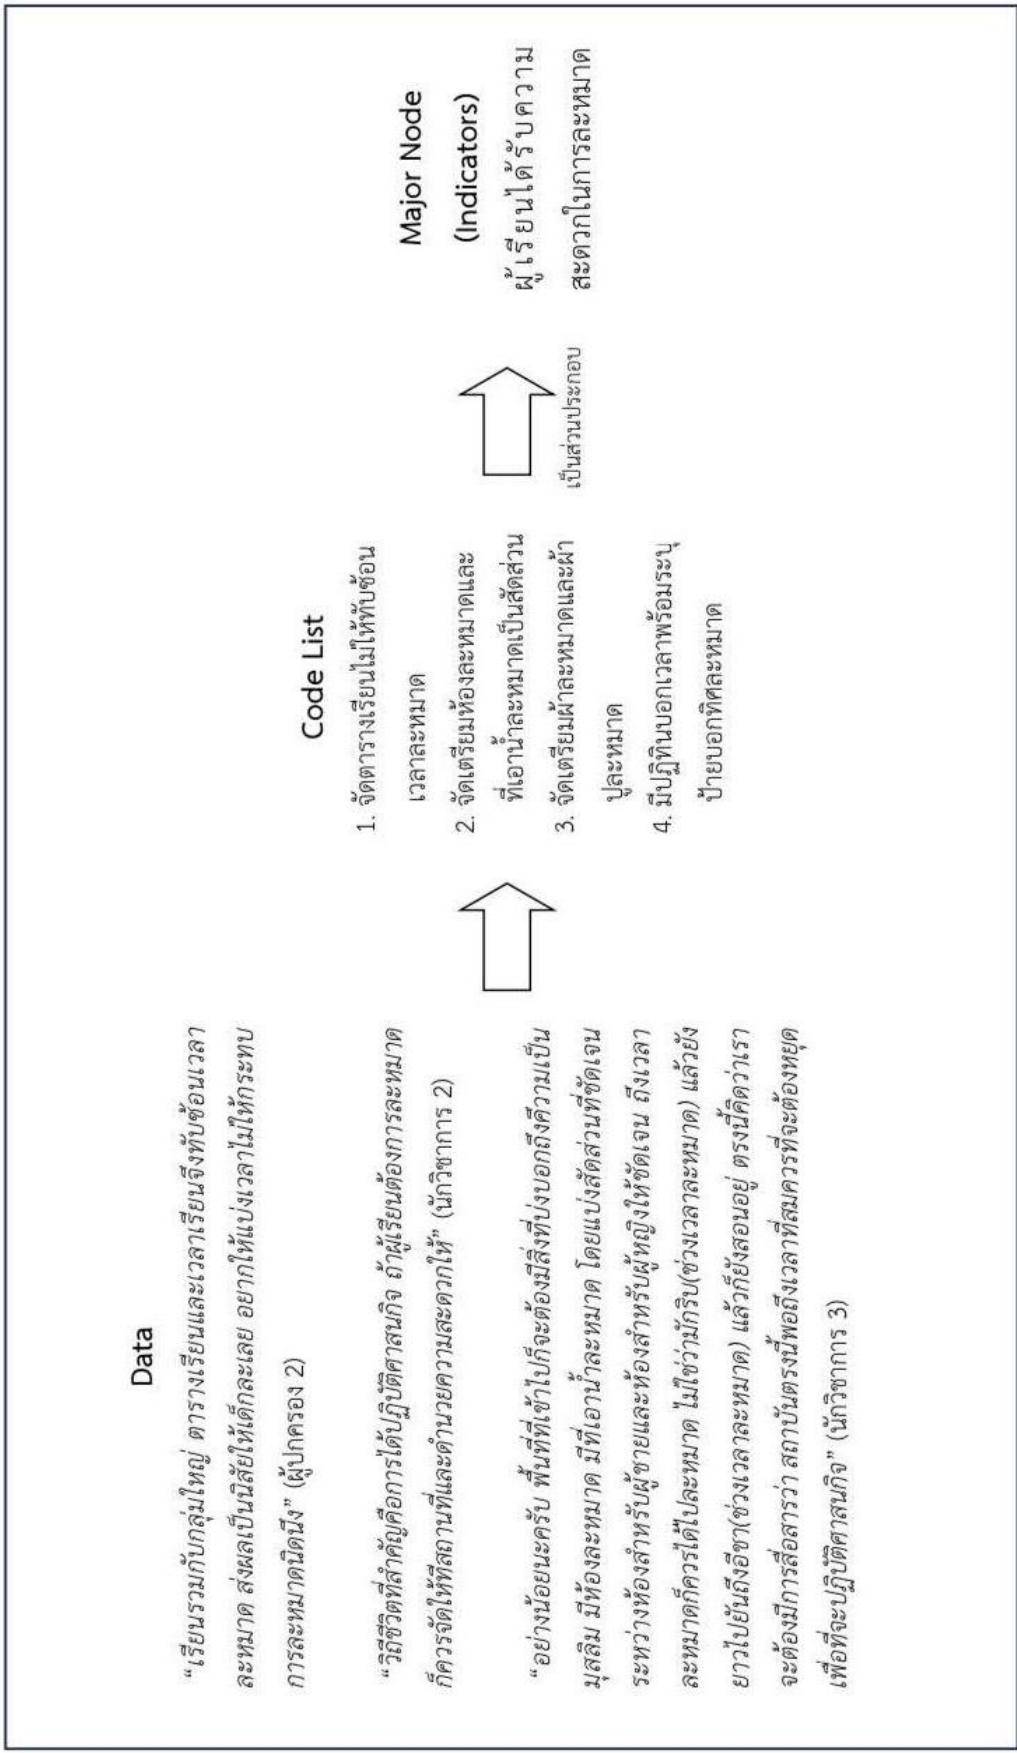 Data
“เรียนรวมกับกลุ่มใหญ่ ตารางเรียนและเวลาเรียนจึงทับซ้อนเวลา
ละหมาด ส่งผลเป็นนิสัยให้เด็กละเลย อยากให้แบ่งเวลาไม่ให้กระทบ
การละหมาดนิดนึง” (ผู้ปกครอง 2)
“วิถีชีวิตที่สำคัญคือการได้ปฏิบัติศาสนกิจ ถ้าผู้เรียนต้องการละหมาด
ก็ควรจัดให้ที่สถานที่และดำนวยความสะดวกให้” (นักวิชาการ 2)
“อย่างน้อยนะครับ พื้นที่ที่เข้าไปก็จะต้องมีสิ่งที่บ่งบอกถึงความเป็น
มุสลิม มีห้องละหมาด มีที่เอาน้ำละหมาด โดยแบ่งสัดส่วนที่ชัดเจน
ระหว่างห้องสำหรับผู้ชายและห้องสำหรับผู้หญิงให้ชัดเจน ถึงเวลา
ละหมาดก็ควรได้ไปละหมาด ไม่ใช่ว่ามักริบ(ช่วงเวลาละหมาด) แล้วยัง
ยาวไปยันถึงอีชา(ช่วงเวลาละหมาด) แล้วก็ยังสอนอยู่ ตรงนี้คิดว่าเรา
จะต้องมีการสื่อสารว่า สถาบันตรงนี้พอถึงเวลาที่สมควรที่จะต้องหยุด
เพื่อที่จะปฏิบัติศาสนกิจ” (นักวิชาการ 3)
Code List
1. จัดตารางเรียนไม่ให้ทับซ้อน
เวลาละหมาด
2. จัดเตรียมห้องละหมาดและ
ที่เอาน้ำละหมาดเป็นสัดส่วน
3. จัดเตรียมผ้าละหมาดและผ้า
ปูละหมาด
4. มีปฏิทินบอกเวลาพร้อมระบุ
ป้ายบอกทิศละหมาด
เป็นส่วนประกอบ
Major Node
(Indicators)
ผู้เรียนได้รับความ
สะดวกในการละหมาด